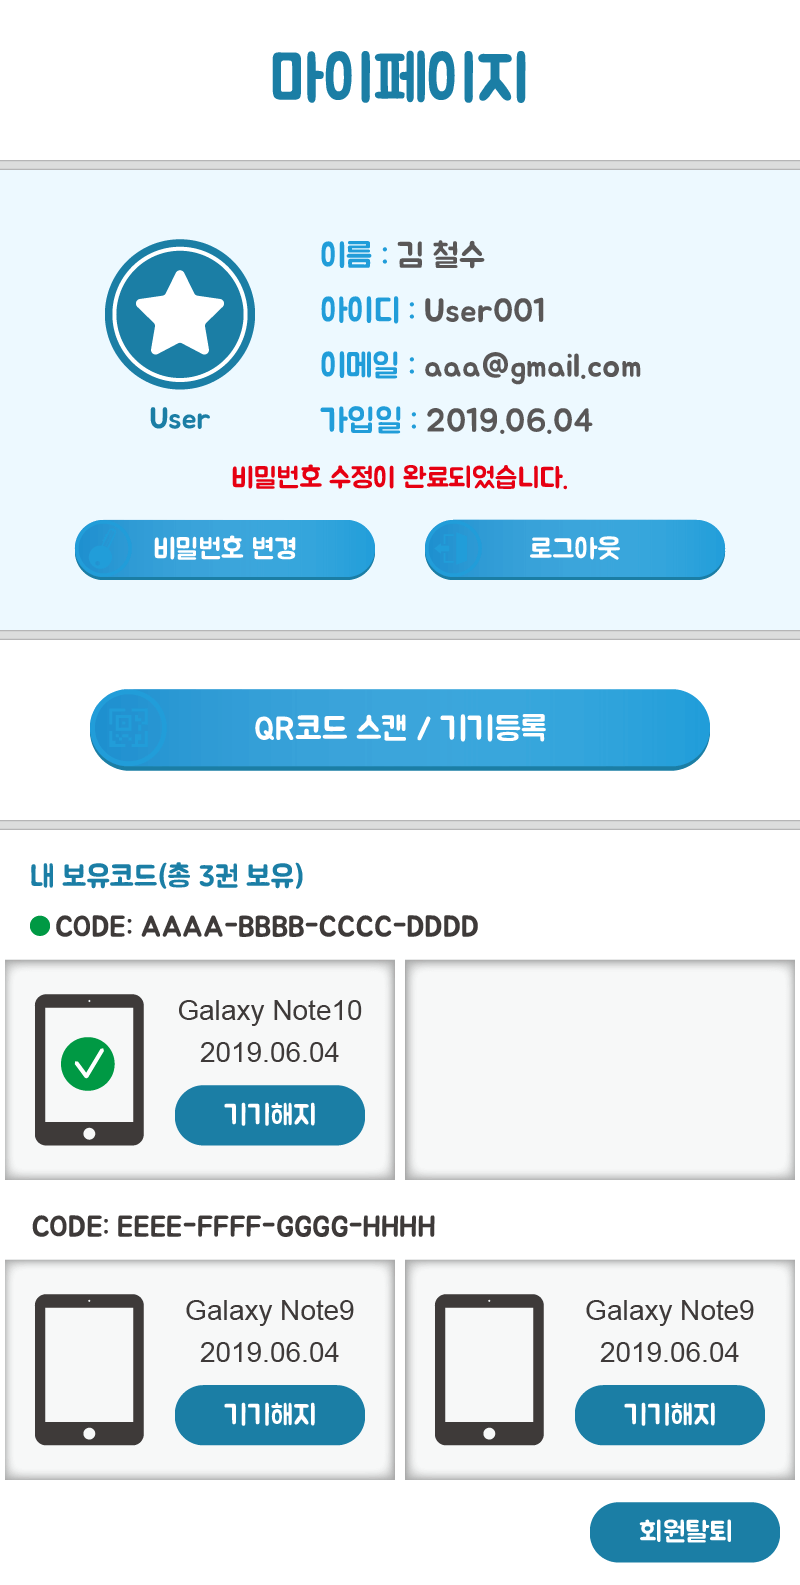 마이페이지
이름 : 김 철수
아이디 : User001
이메일 : aaa@gmail.com
가입일 : 2019.06.04
User
비밀번호 수정이 완료되었습니다.
비밀번호 변경
로그아웃
QR코드 스캔 / 기기등록
내 보유코드(총 3권 보유)
CODE: AAAA-BBBB-CCCC-DDDD
Galaxy Note10
2019.06.04
기기해지
CODE: EEEE-FFFF-GGGG-HHHH
Galaxy Note9
2019.06.04
기기해지
Galaxy Note9
2019.06.04
기기해지
회원탈퇴